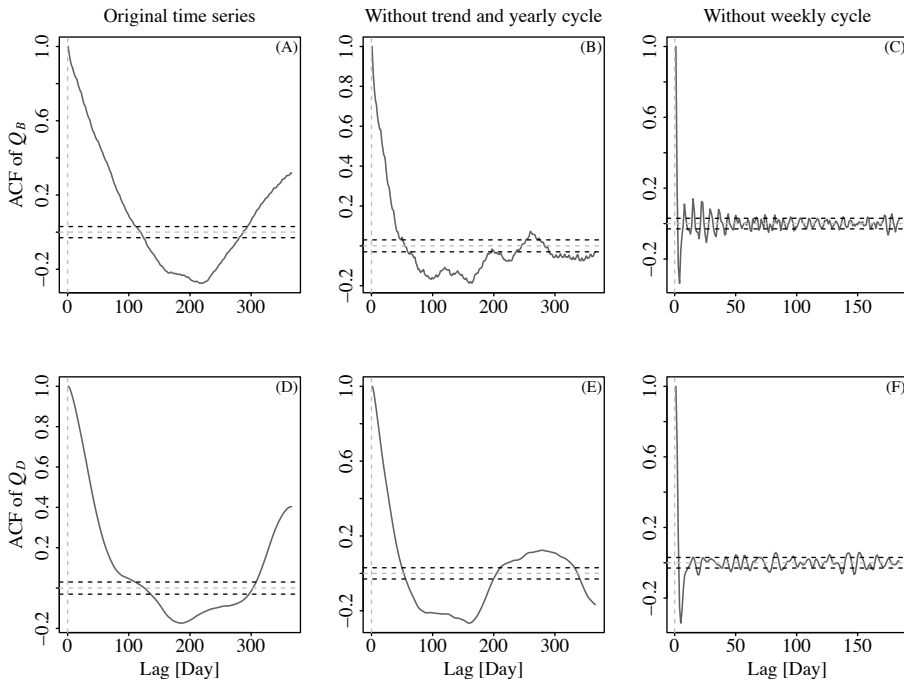 Original time series
Without trend and yearly cycle
Without weekly cycle
(A)
(B)
(C)
ACF of Q_B
1.0
0.6
0.2
−0.2
1.0
0.8
0.6
0.4
0.2
0.0
−0.2
1.0
0.6
0.2
−0.2
0 100 200 300
0 100 200 300
0 50 100 150
(D)
(E)
(F)
ACF of Q_D
1.0
0.8
0.4
0.0
−0.2
1.0
0.6
0.2
−0.2
1.0
0.6
0.2
−0.2
0 100 200 300
0 100 200 300
0 50 100 150
Lag [Day]
Lag [Day]
Lag [Day]